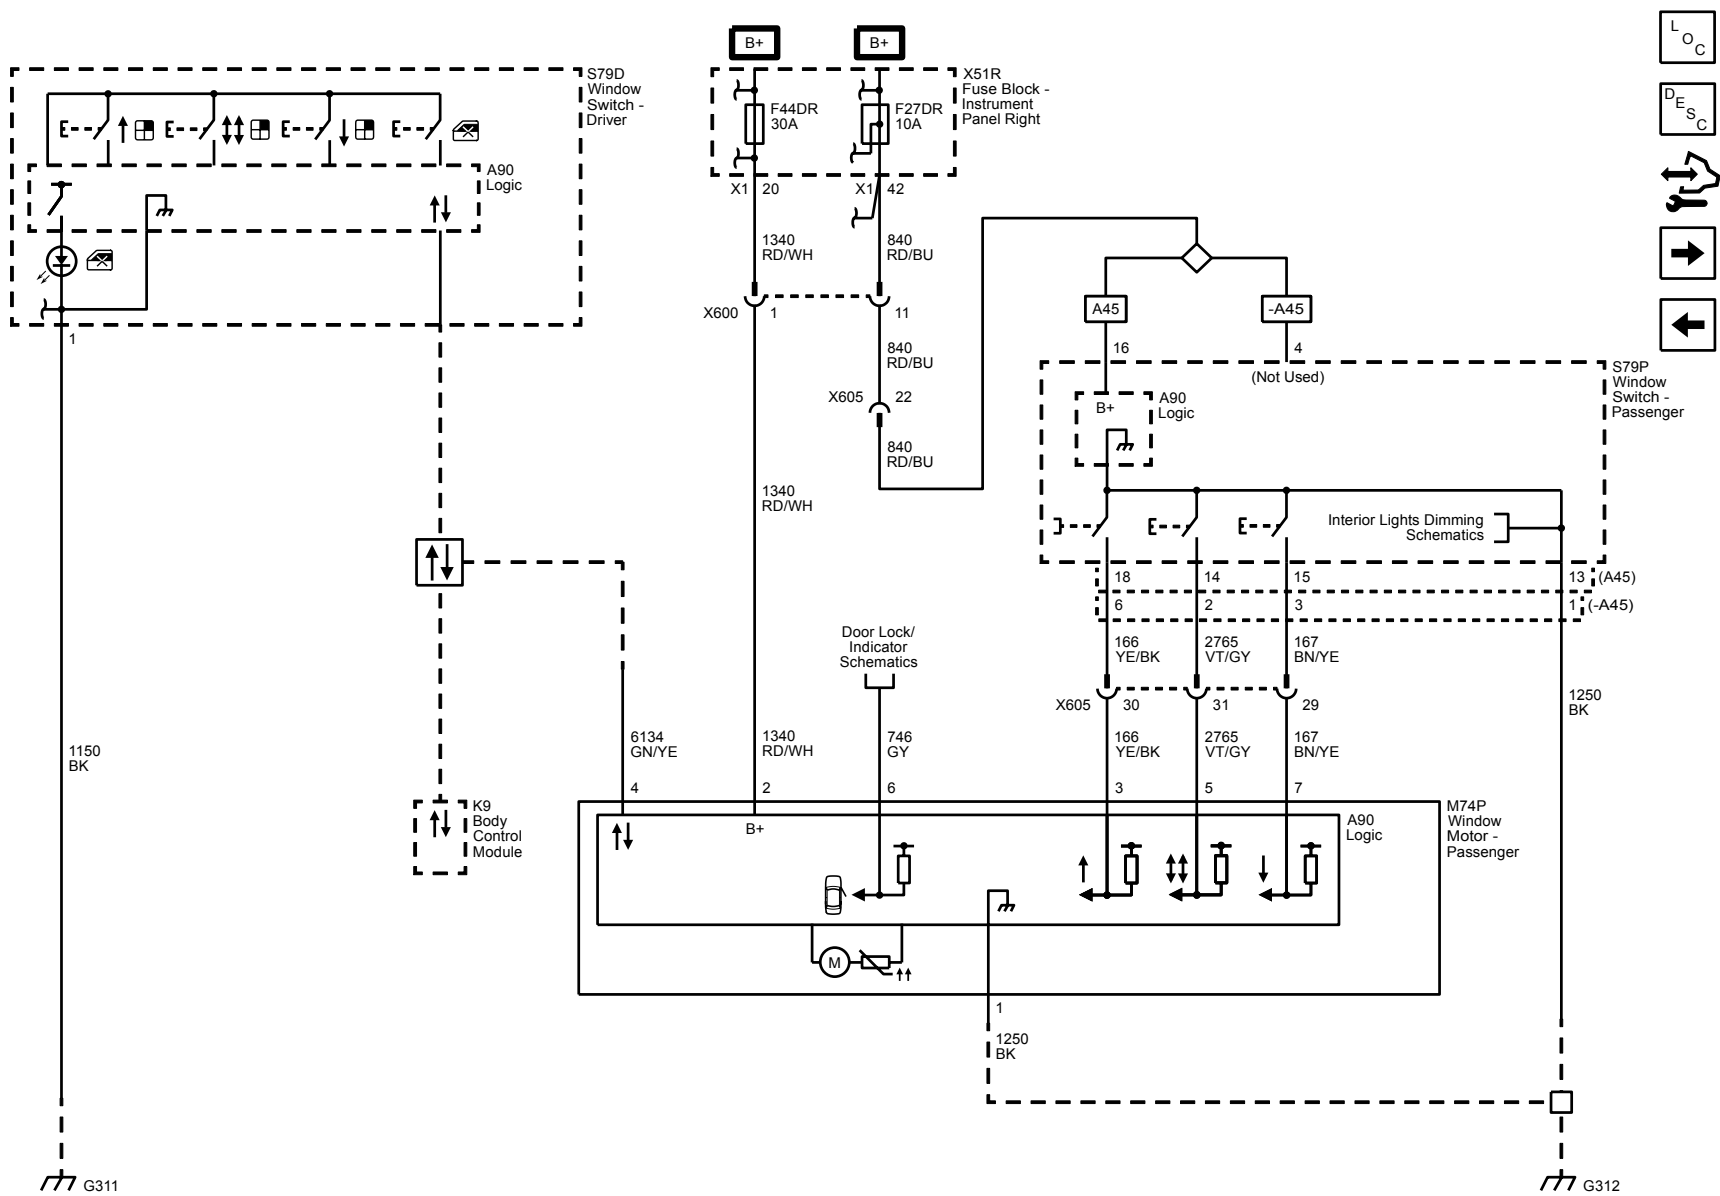 B+
B+
L
O
C
S79D
Window
Switch -
Driver
X51R
Fuse Block -
Instrument
Panel Right
F44DR
30A
F27DR
10A
D
E
S
C
A90
Logic
X1 20
X1 42
1340
RD/WH
840
RD/BU
X600 1 11
A45
-A45
1
840
RD/BU
16
4
(Not Used)
S79P
Window
Switch -
Passenger
X605 22
B+
A90
Logic
840
RD/BU
1340
RD/WH
Interior Lights Dimming
Schematics
18 14 15 13 (A45)
6 2 3 1 (-A45)
Door Lock/
Indicator
Schematics
166
YE/BK
2765
VT/GY
167
BN/YE
X605 30 31 29
1250
BK
1150
BK
6134
GN/YE
1340
RD/WH
746
GY
166
YE/BK
2765
VT/GY
167
BN/YE
4 2 6 3 5 7
K9
Body
Control
Module
B+
A90
Logic
M74P
Window
Motor -
Passenger
M
1
1250
BK
G311
G312